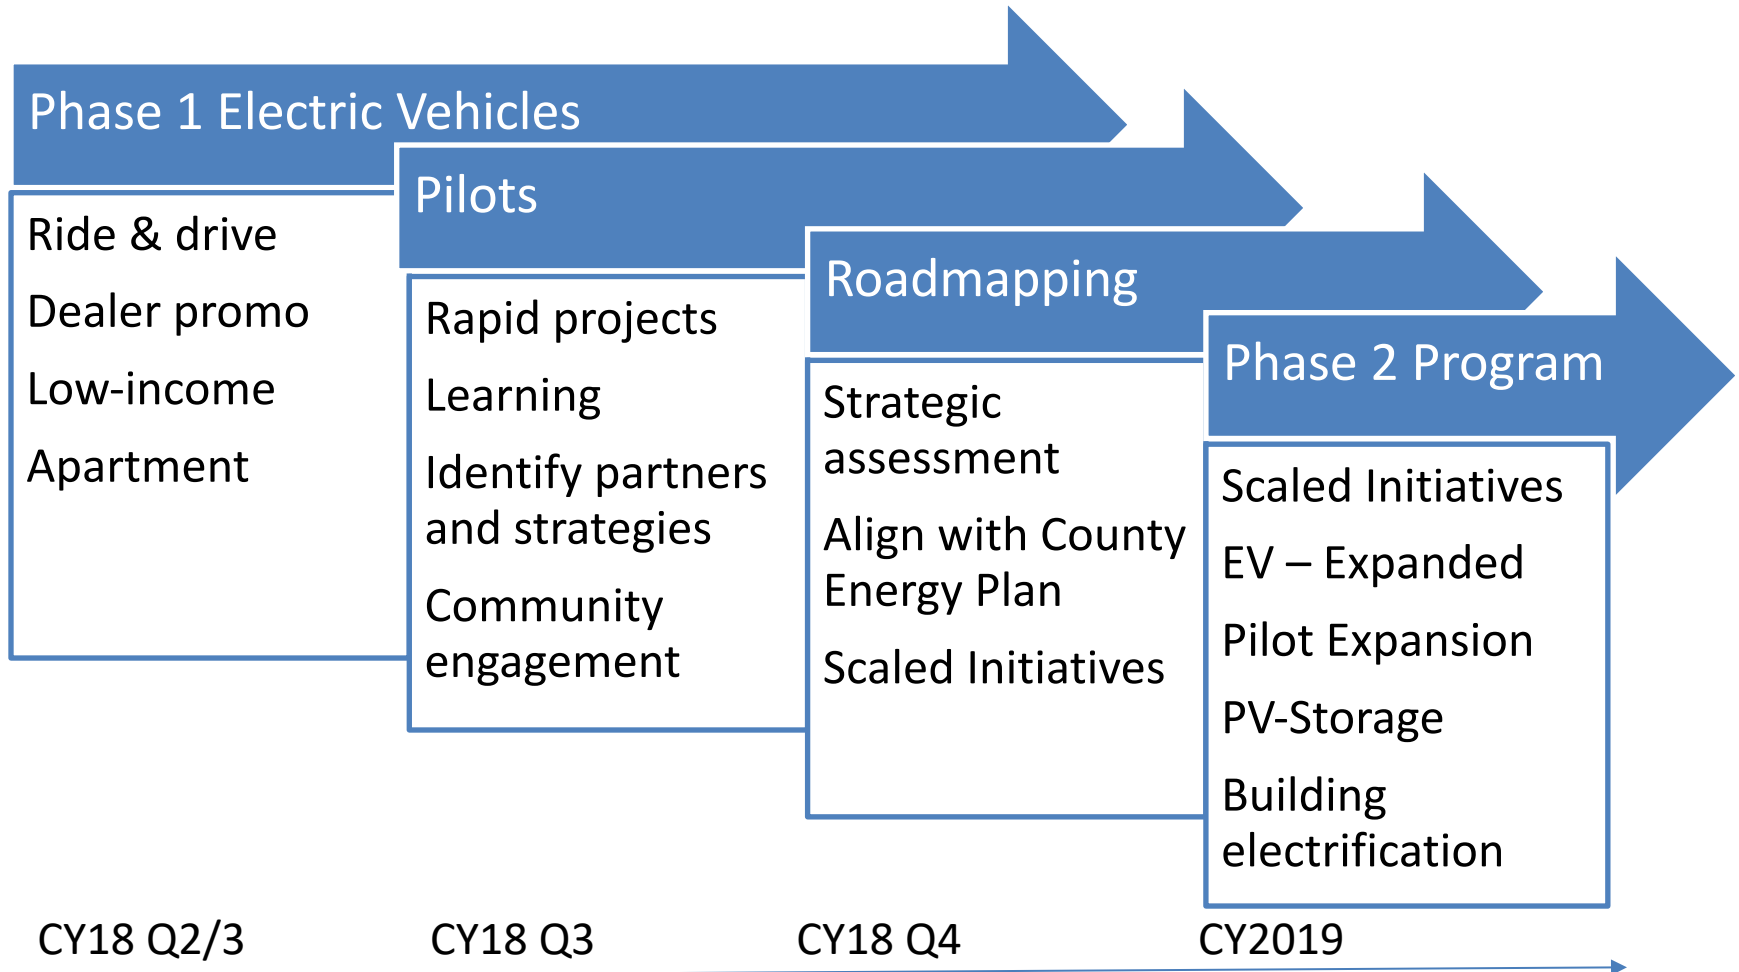 Phase 1 Electric Vehicles
Ride & drive
Dealer promo
Low-income
Apartment
Pilots
Rapid projects
Learning
Identify partners
and strategies
Community
engagement
Roadmapping
Strategic
assessment
Align with County
Energy Plan
Scaled Initiatives
Phase 2 Program
Scaled Initiatives
EV – Expanded
Pilot Expansion
PV-Storage
Building
electrification
CY18 Q2/3
CY18 Q3
CY18 Q4
CY2019